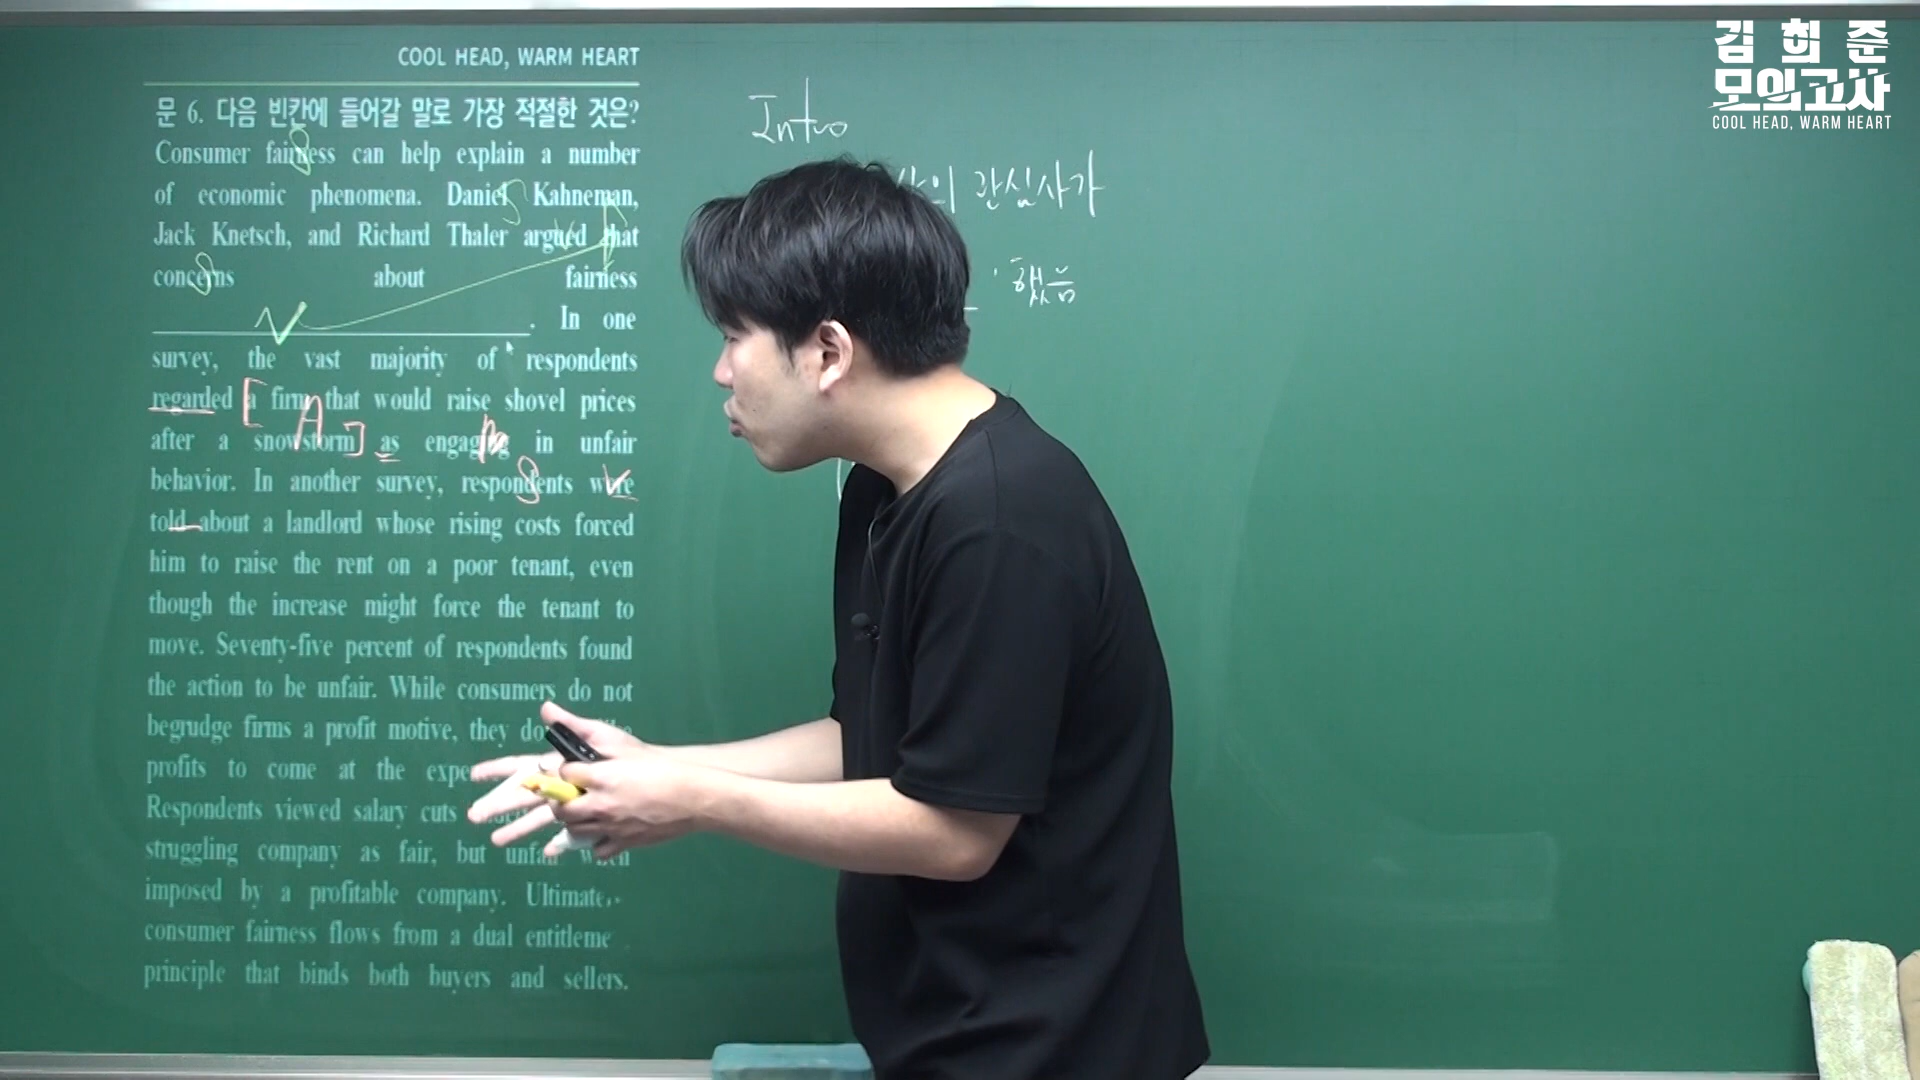 COOL HEAD, WARM HEART
문 6. 다음 빈칸에 들어갈 말로 가장 적절한 것은?
Consumer fairness can help explain a number
of economic phenomena. Daniel Kahneman,
Jack Knetsch, and Richard Thaler argued that
concerns about fairness
. In one
survey, the vast majority of respondents
regarded a firm that would raise shovel prices
after a snowstorm as engaging in unfair
behavior. In another survey, respondents were
told about a landlord whose rising costs forced
him to raise the rent on a poor tenant, even
though the increase might force the tenant to
move. Seventy-five percent of respondents found
the action to be unfair. While consumers do not
begrudge firms a profit motive, they do
profits to come at the
Respondents viewed salary cuts
struggling company as fair, but
imposed by a profitable company.
consumer fairness flows from a dual
principle that binds both buyers and sellers.
Intro
관심사가
했음
김희준
모의고사
COOL HEAD, WARM HEART
S
S
V
S
A
S
V